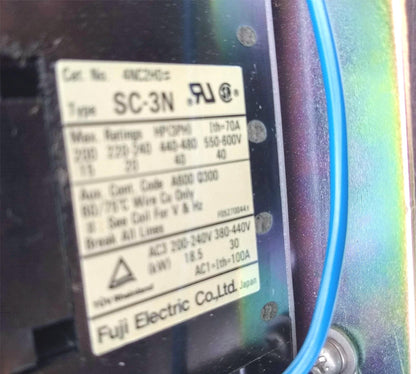 Cat. No. 4NC2H0¤
Type SC-3N
Max. Ratings HP(3PH) Ith=70A
200 220-240 440-480 550-600V
15 20 40 40
Aux. Cont. Code A600 Q300
60/75℃ Wire Cu Only
¤: See Coil For V & Hz
Break All Lines
AC3 200-240V 380-440V
(kW) 18.5 30
AC1=Ith=100A
TÜV Rheinland
Fuji Electric Co.,Ltd. Japan